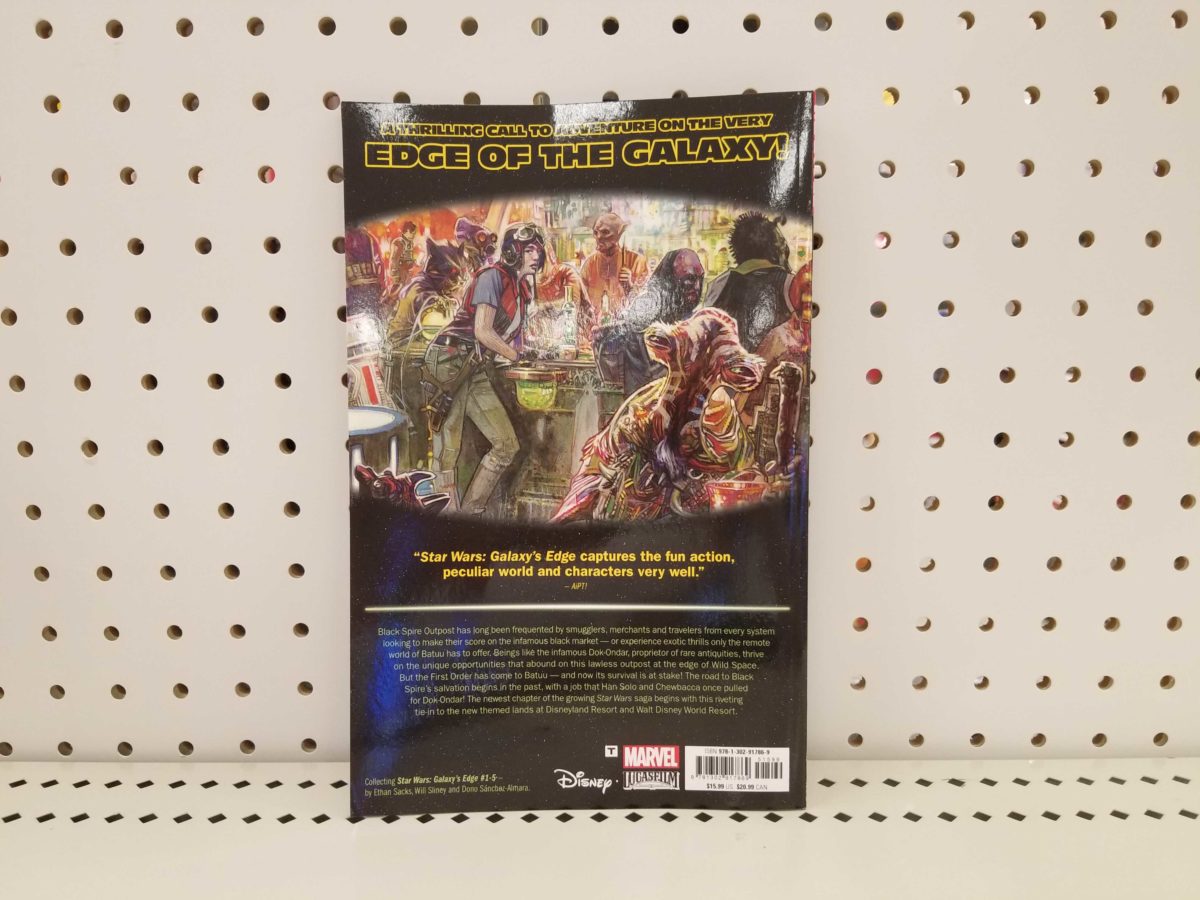 A THRILLING CALL TO ADVENTURE ON THE VERY
EDGE OF THE GALAXY!
“Star Wars: Galaxy’s Edge captures the fun action,
peculiar world and characters very well.”
– AiPT!
Black Spire Outpost has long been frequented by smugglers, merchants and travelers from every system
looking to make their score on the infamous black market — or experience exotic thrills only the remote
world of Batuu has to offer. Beings like the infamous Dok-Ondar, proprietor of rare antiquities, thrive
on the unique opportunities that abound on this lawless outpost at the edge of Wild Space.
But the First Order has come to Batuu — and now its survival is at stake! The road to Black
Spire’s salvation begins in the past, with a job that Han Solo and Chewbacca once pulled
for Dok-Ondar! The newest chapter of the growing Star Wars saga begins with this riveting
tie-in to the new themed lands at Disneyland Resort and Walt Disney World Resort.
Collecting Star Wars: Galaxy’s Edge #1-5 —
by Ethan Sacks, Will Sliney and Dono Sánchez-Almara.
Disney
T
MARVEL
LUCASFILM
ISBN 978-1-302-91786-9
51599
9 781302 917869
$15.99 US $20.99 CAN